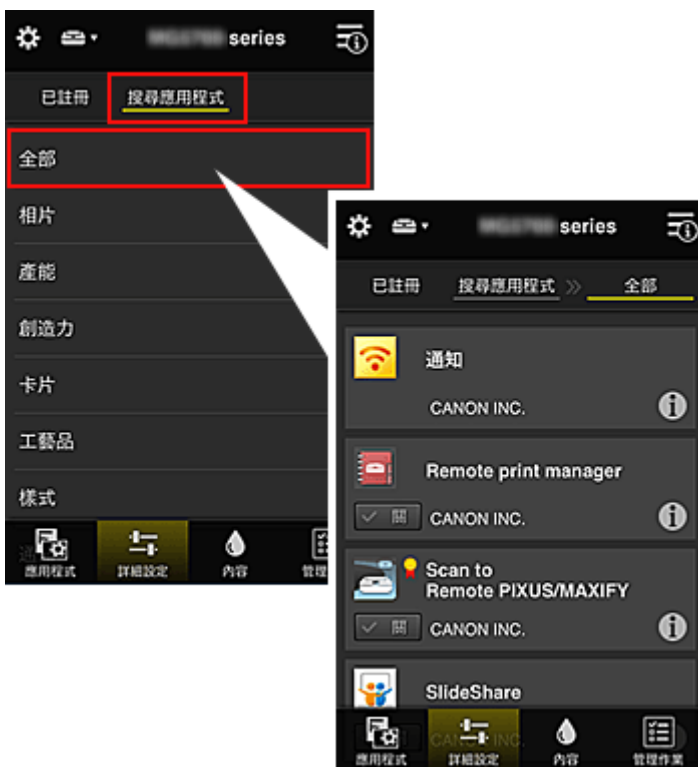 series
已註冊 搜尋應用程式
全部
相片
產能
創造力
卡片
工藝品
樣式
應用程式 詳細設定 內容 管理
series
已註冊 搜尋應用程式 » 全部
通知
CANON INC.
Remote print manager
關 CANON INC.
Scan to
Remote PIXUS/MAXIFY
關 CANON INC.
SlideShare
CANON INC.
應用程式 詳細設定 內容 管理作業